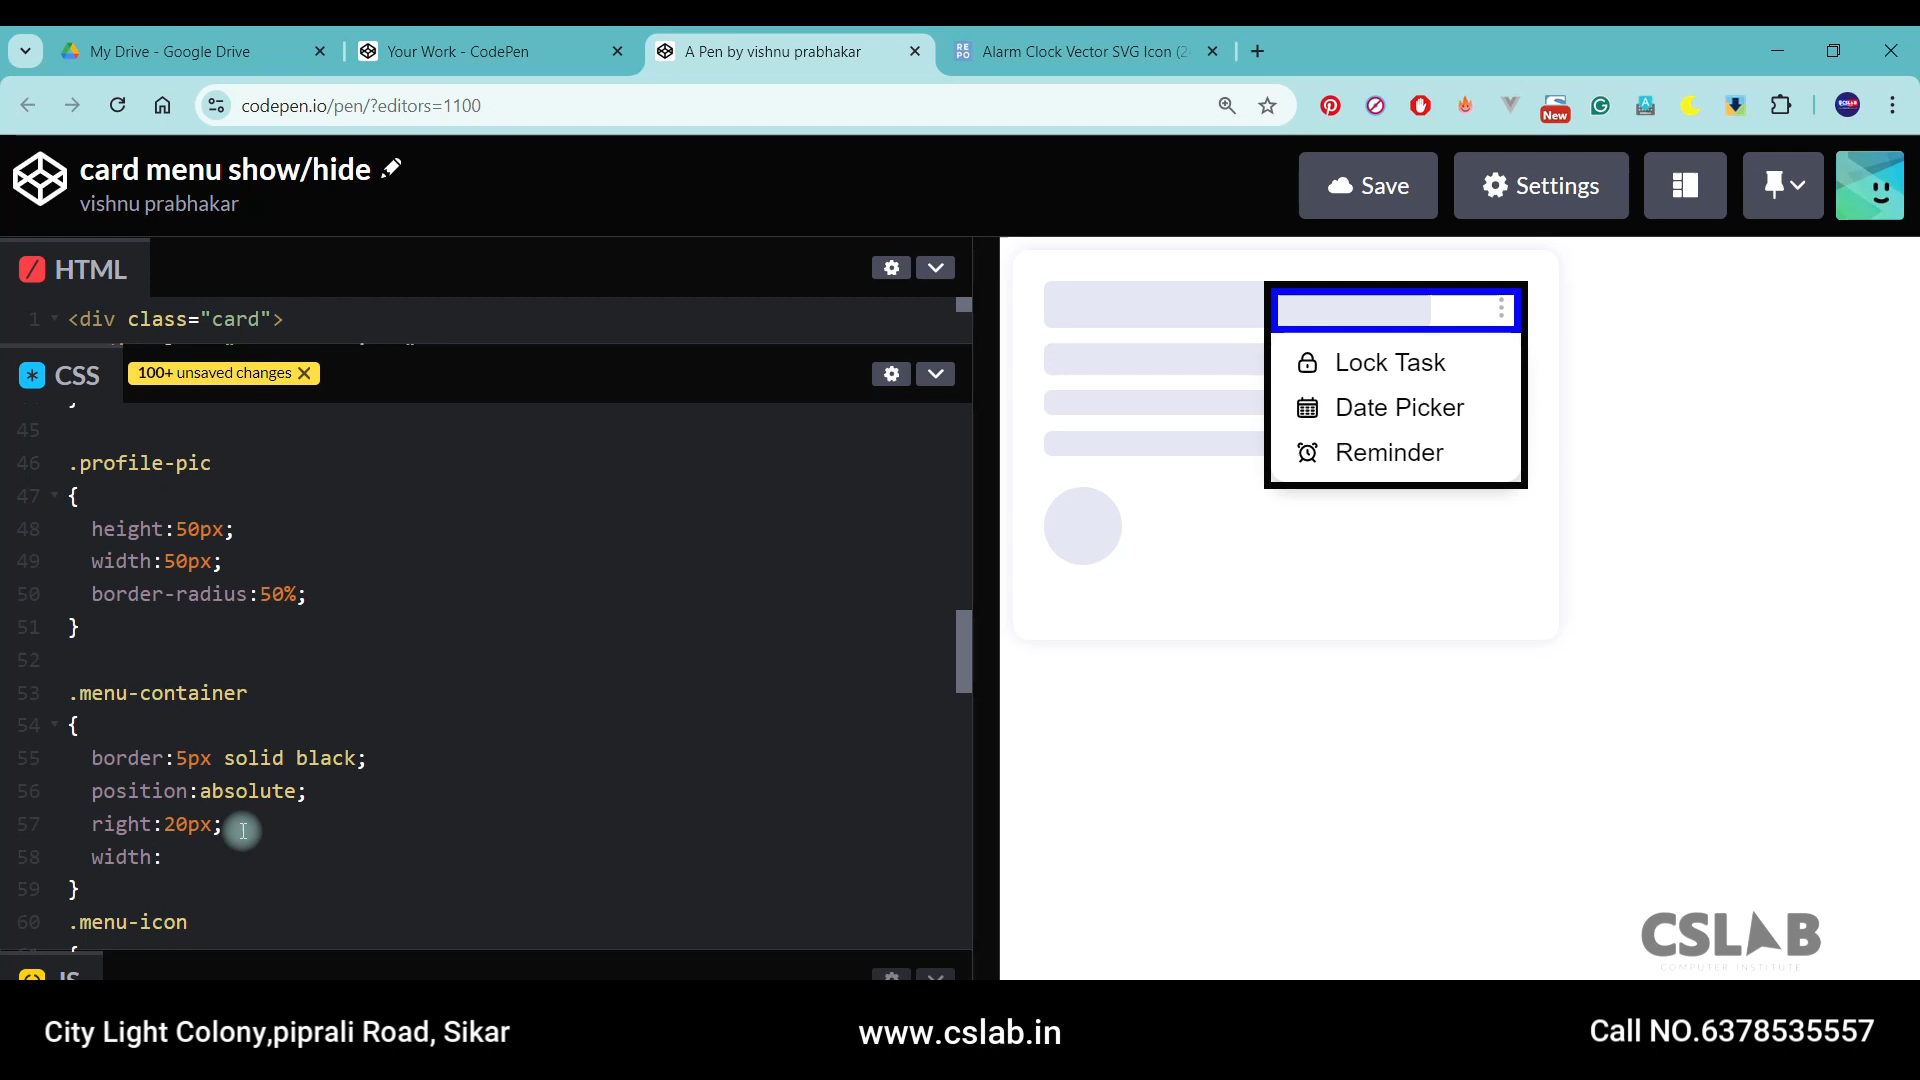 My Drive - Google Drive
Your Work - CodePen
A Pen by vishnu prabhakar
REPO
Alarm Clock Vector SVG Icon (2
codepen.io/pen/?editors=1100
New
card menu show/hide
vishnu prabhakar
Save
Settings
HTML
1 <div class="card">
CSS
100+ unsaved changes
45
46 .profile-pic
47 {
48 height:50px;
49 width:50px;
50 border-radius:50%;
51 }
52
53 .menu-container
54 {
55 border:5px solid black;
56 position:absolute;
57 right:20px;
58 width:
59 }
60 .menu-icon
JS
Lock Task
Date Picker
Reminder
CSLAB
COMPUTER INSTITUTE
City Light Colony,piprali Road, Sikar
www.cslab.in
Call NO.6378535557